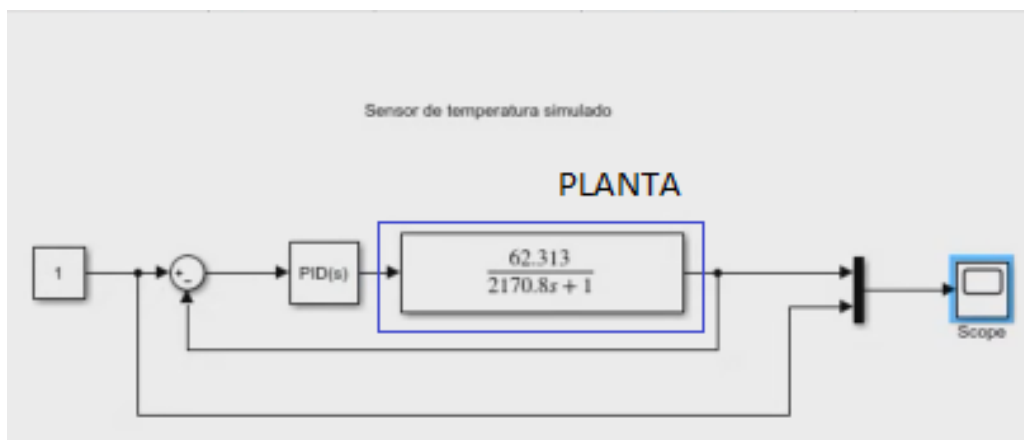 Sensor de temperatura simulado
PLANTA
1
+
-
PID(s)
62.313
2170.8s + 1
Scope